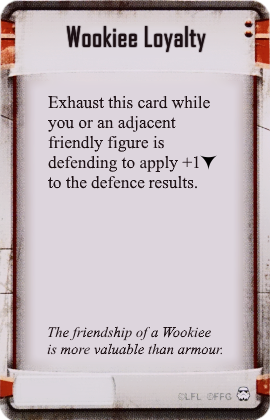 Wookiee Loyalty
Exhaust this card while
you or an adjacent
friendly figure is
defending to apply +1
to the defence results.
The friendship of a Wookiee
is more valuable than armour.
©LFL ©FFG